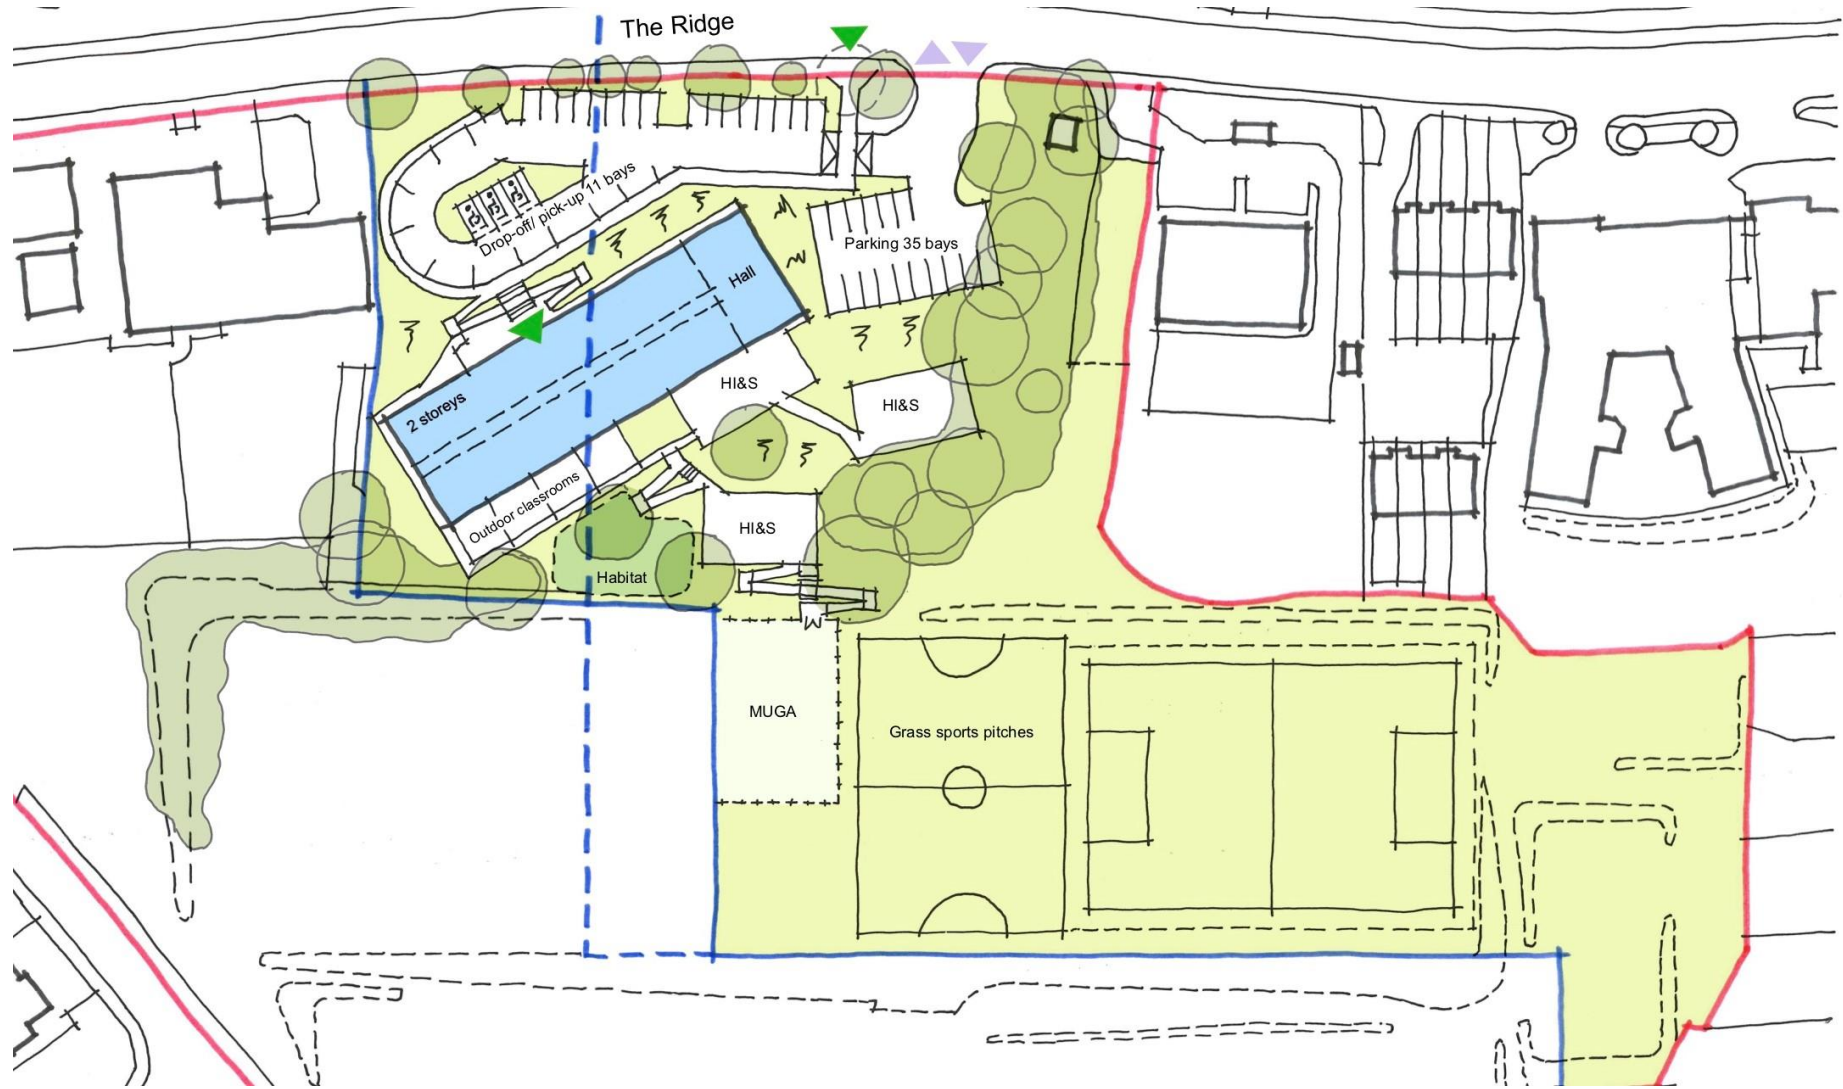 The Ridge
Drop-off/ pick-up 11 bays
Parking 35 bays
Hall
2 storeys
HI&S
HI&S
Outdoor classrooms
HI&S
Habitat
MUGA
Grass sports pitches